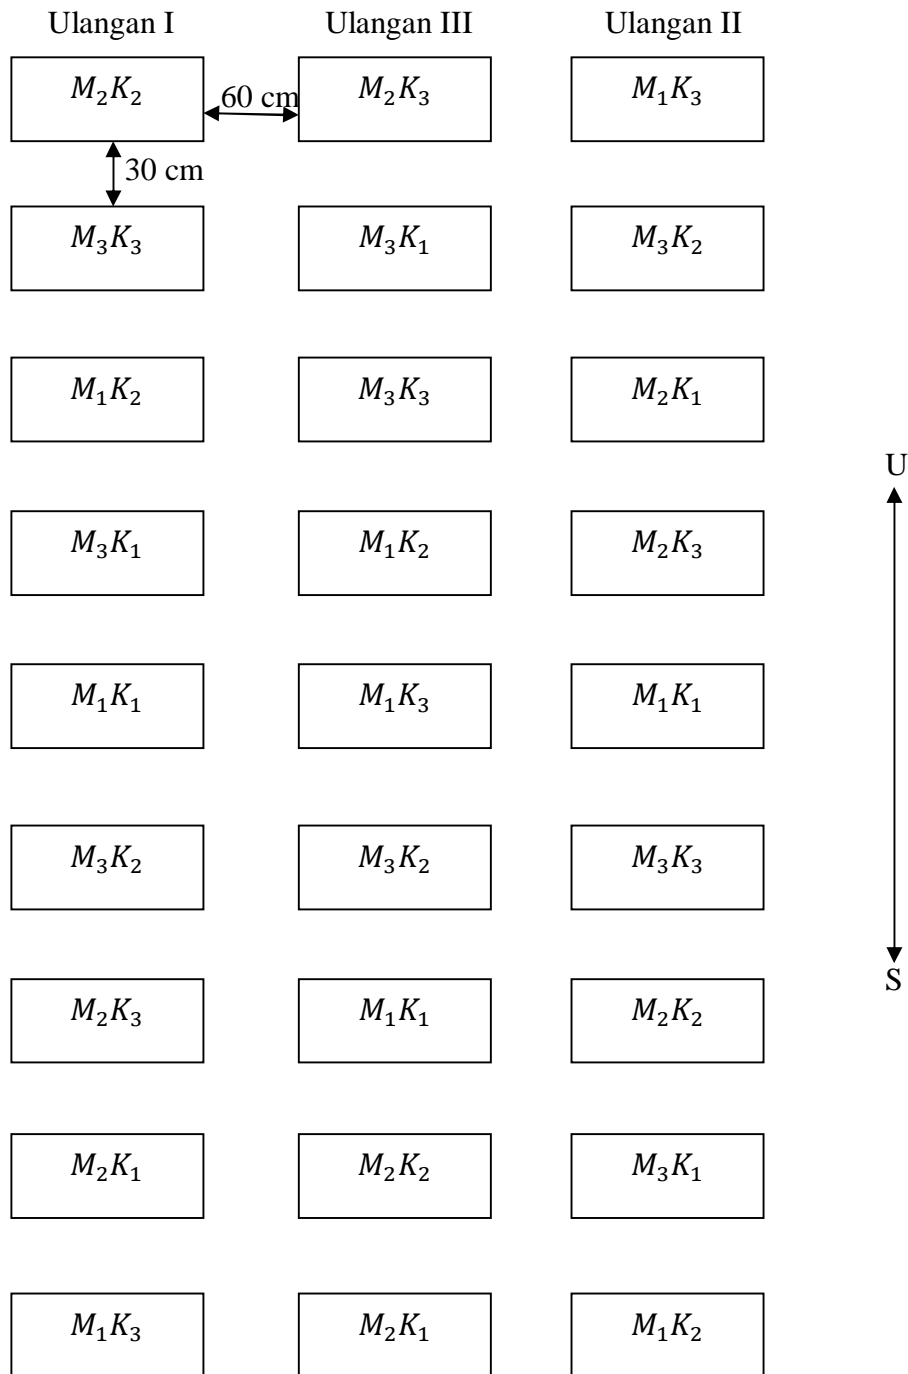 Ulangan I Ulangan III Ulangan II
M₂K₂ 60 cm M₂K₃ M₁K₃
30 cm
M₃K₃ M₃K₁ M₃K₂
M₁K₂ M₃K₃ M₂K₁
U
M₃K₁ M₁K₂ M₂K₃
M₁K₁ M₁K₃ M₁K₁
M₃K₂ M₃K₂ M₃K₃
S
M₂K₃ M₁K₁ M₂K₂
M₂K₁ M₂K₂ M₃K₁
M₁K₃ M₂K₁ M₁K₂